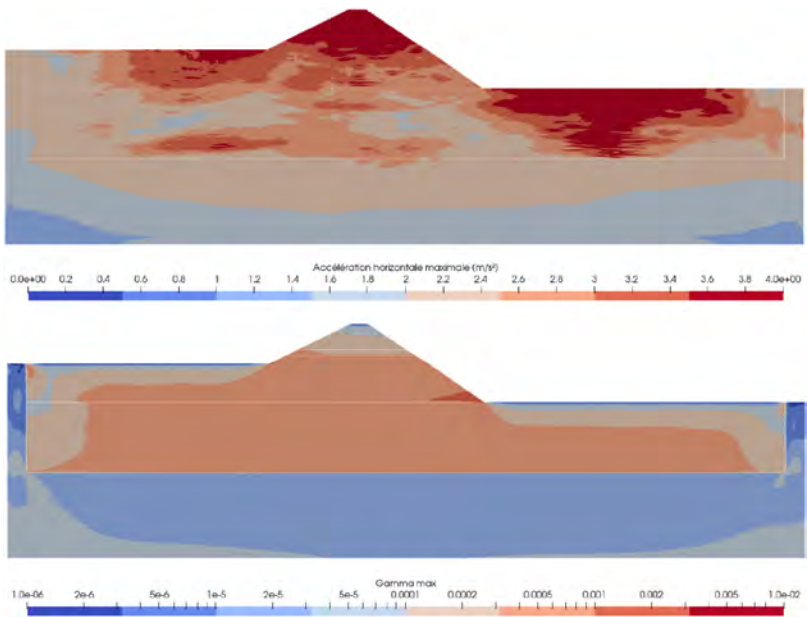 Accélération horizontale maximale (m/s²)
0.0e+00 0.2 0.4 0.6 0.8 1 1.2 1.4 1.6 1.8 2 2.2 2.4 2.6 2.8 3 3.2 3.4 3.6 3.8 4.0e+00
Gamma max
1.0e-06 2e-6 5e-6 1e-5 2e-5 5e-5 0.0001 0.0002 0.0005 0.001 0.002 0.005 1.0e-02